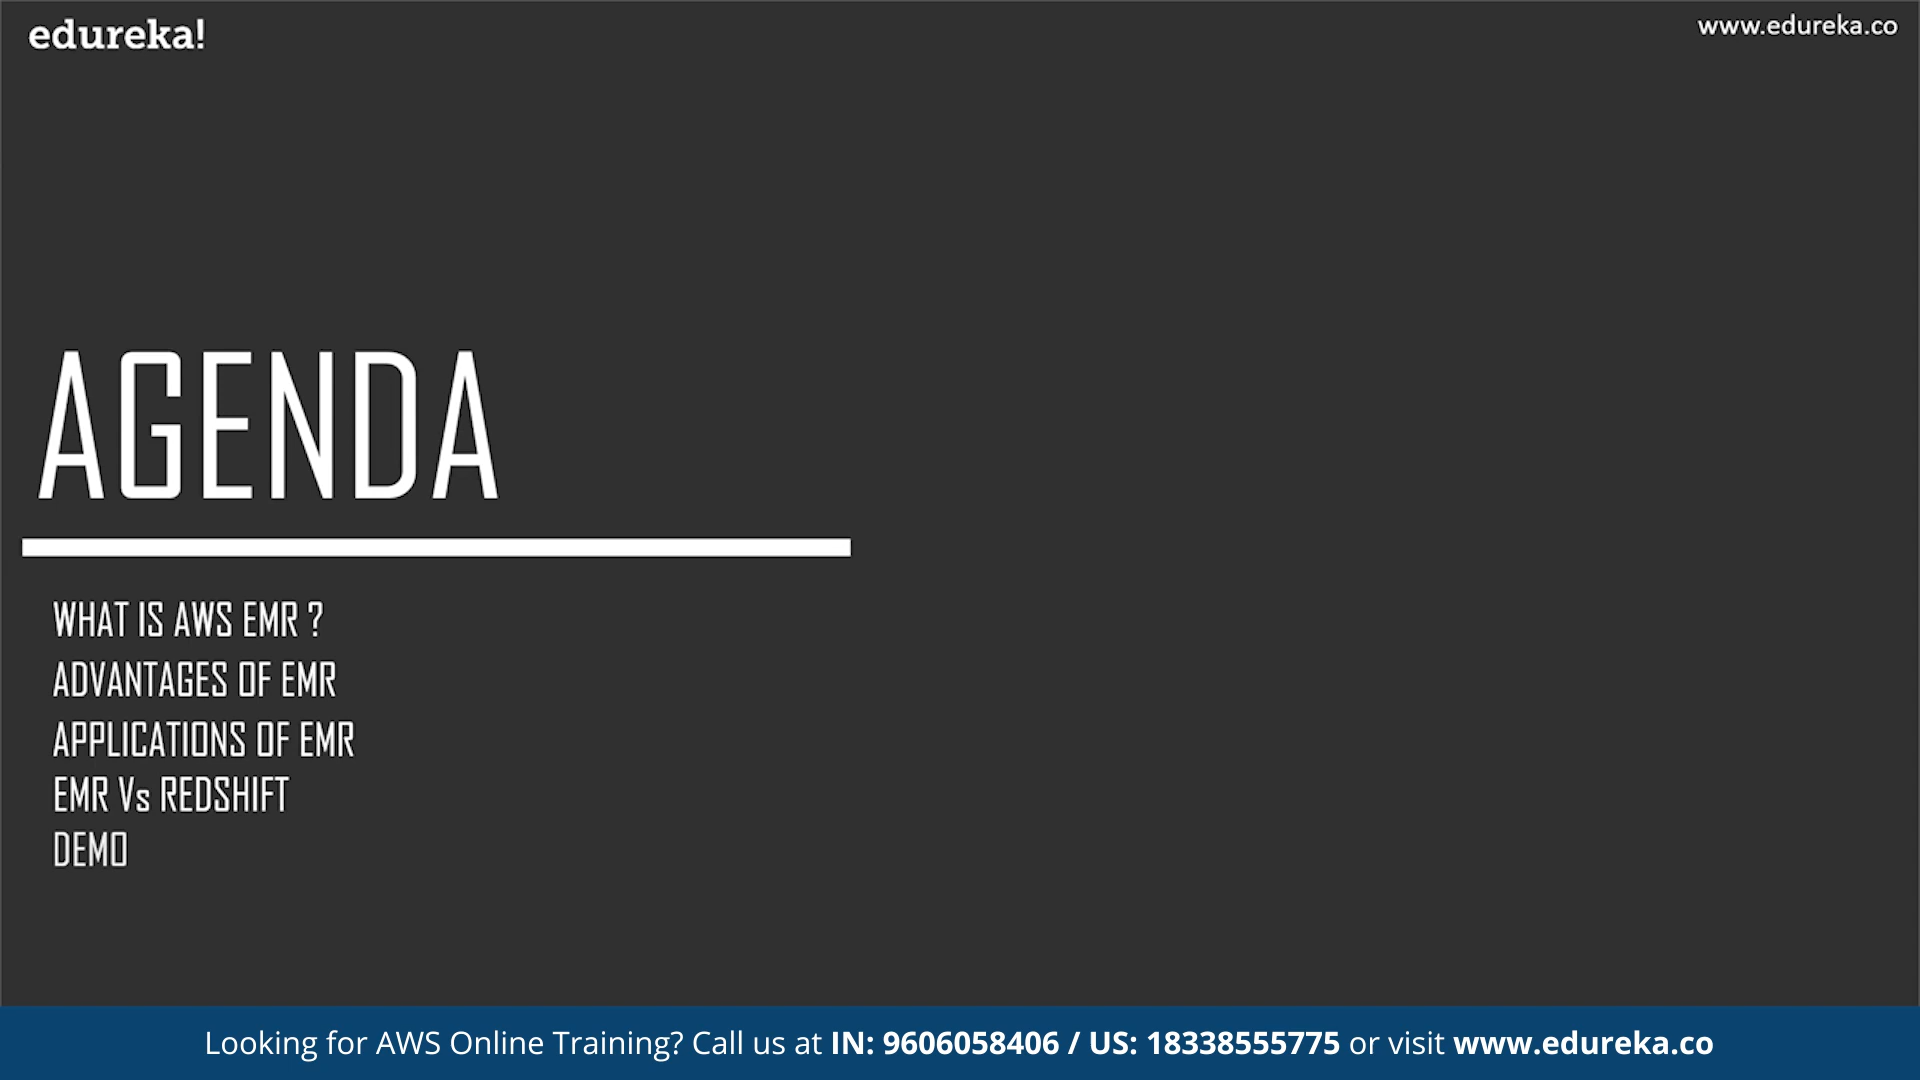 edureka!
www.edureka.co
AGENDA
WHAT IS AWS EMR ?
ADVANTAGES OF EMR
APPLICATIONS OF EMR
EMR Vs REDSHIFT
DEMO
Looking for AWS Online Training? Call us at IN: 9606058406 / US: 18338555775 or visit www.edureka.co